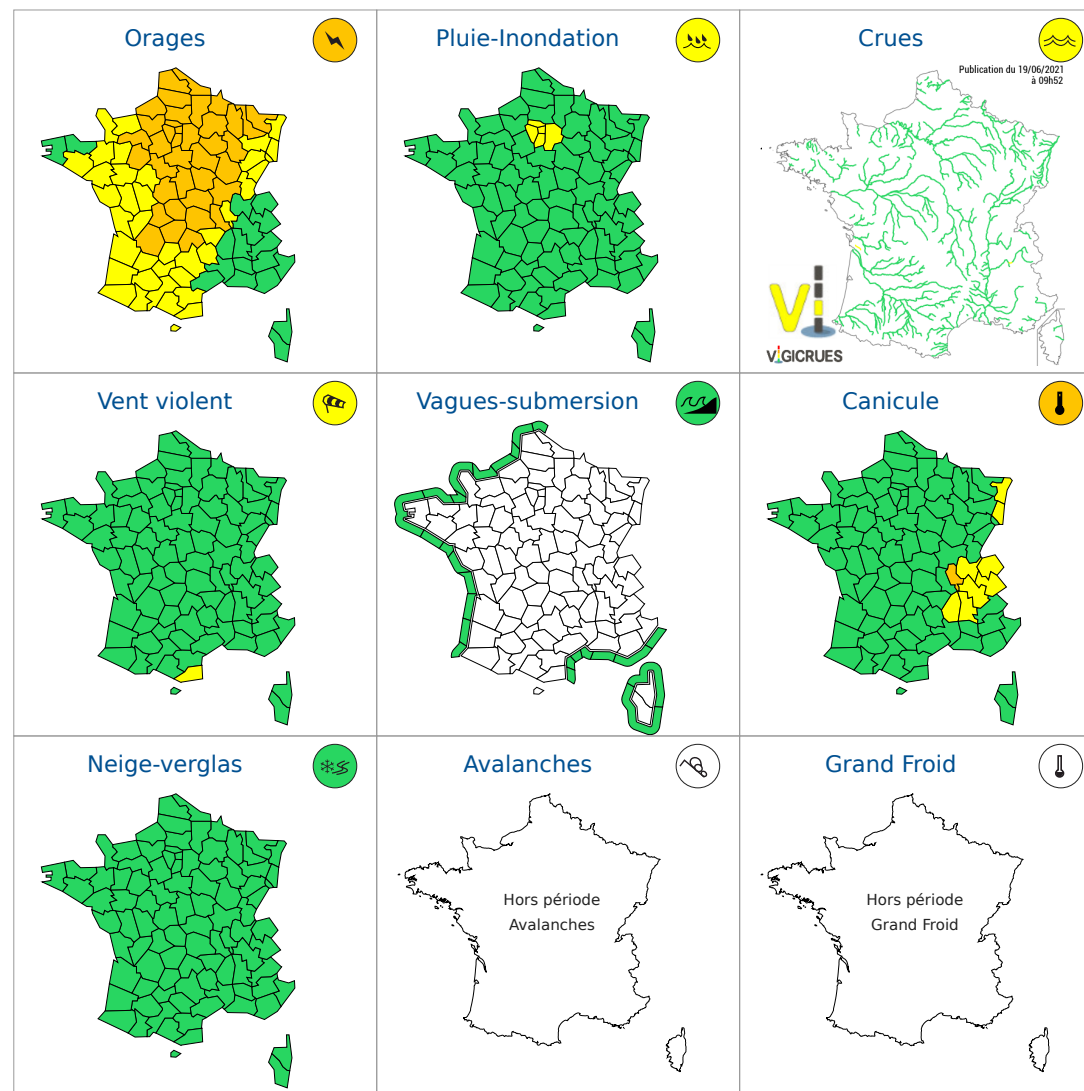 Orages
Pluie-Inondation
Crues
Publication du 19/06/2021
à 09h52
Vi
VIGICRUES
Vent violent
Vagues-submersion
Canicule
Neige-verglas
Avalanches
Hors période
Avalanches
Grand Froid
Hors période
Grand Froid